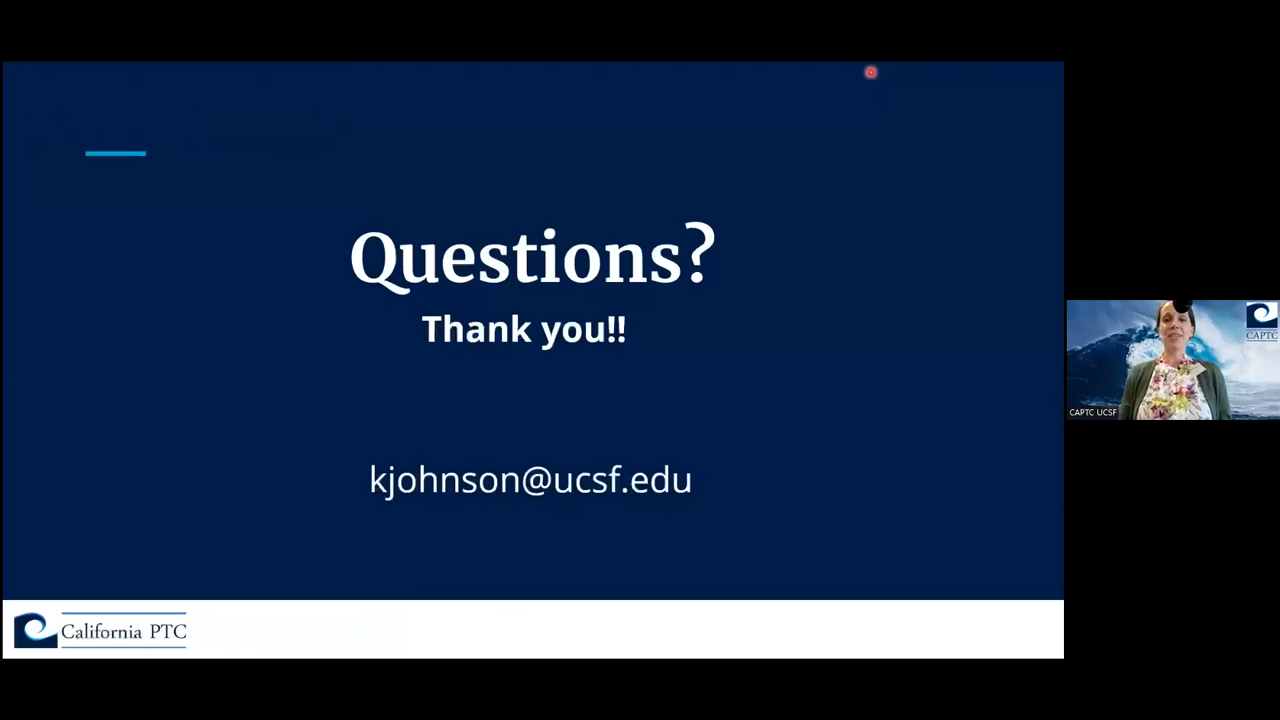 Questions?
Thank you!!
kjohnson@ucsf.edu
California PTC
CAPTC
CAPTC UCSF